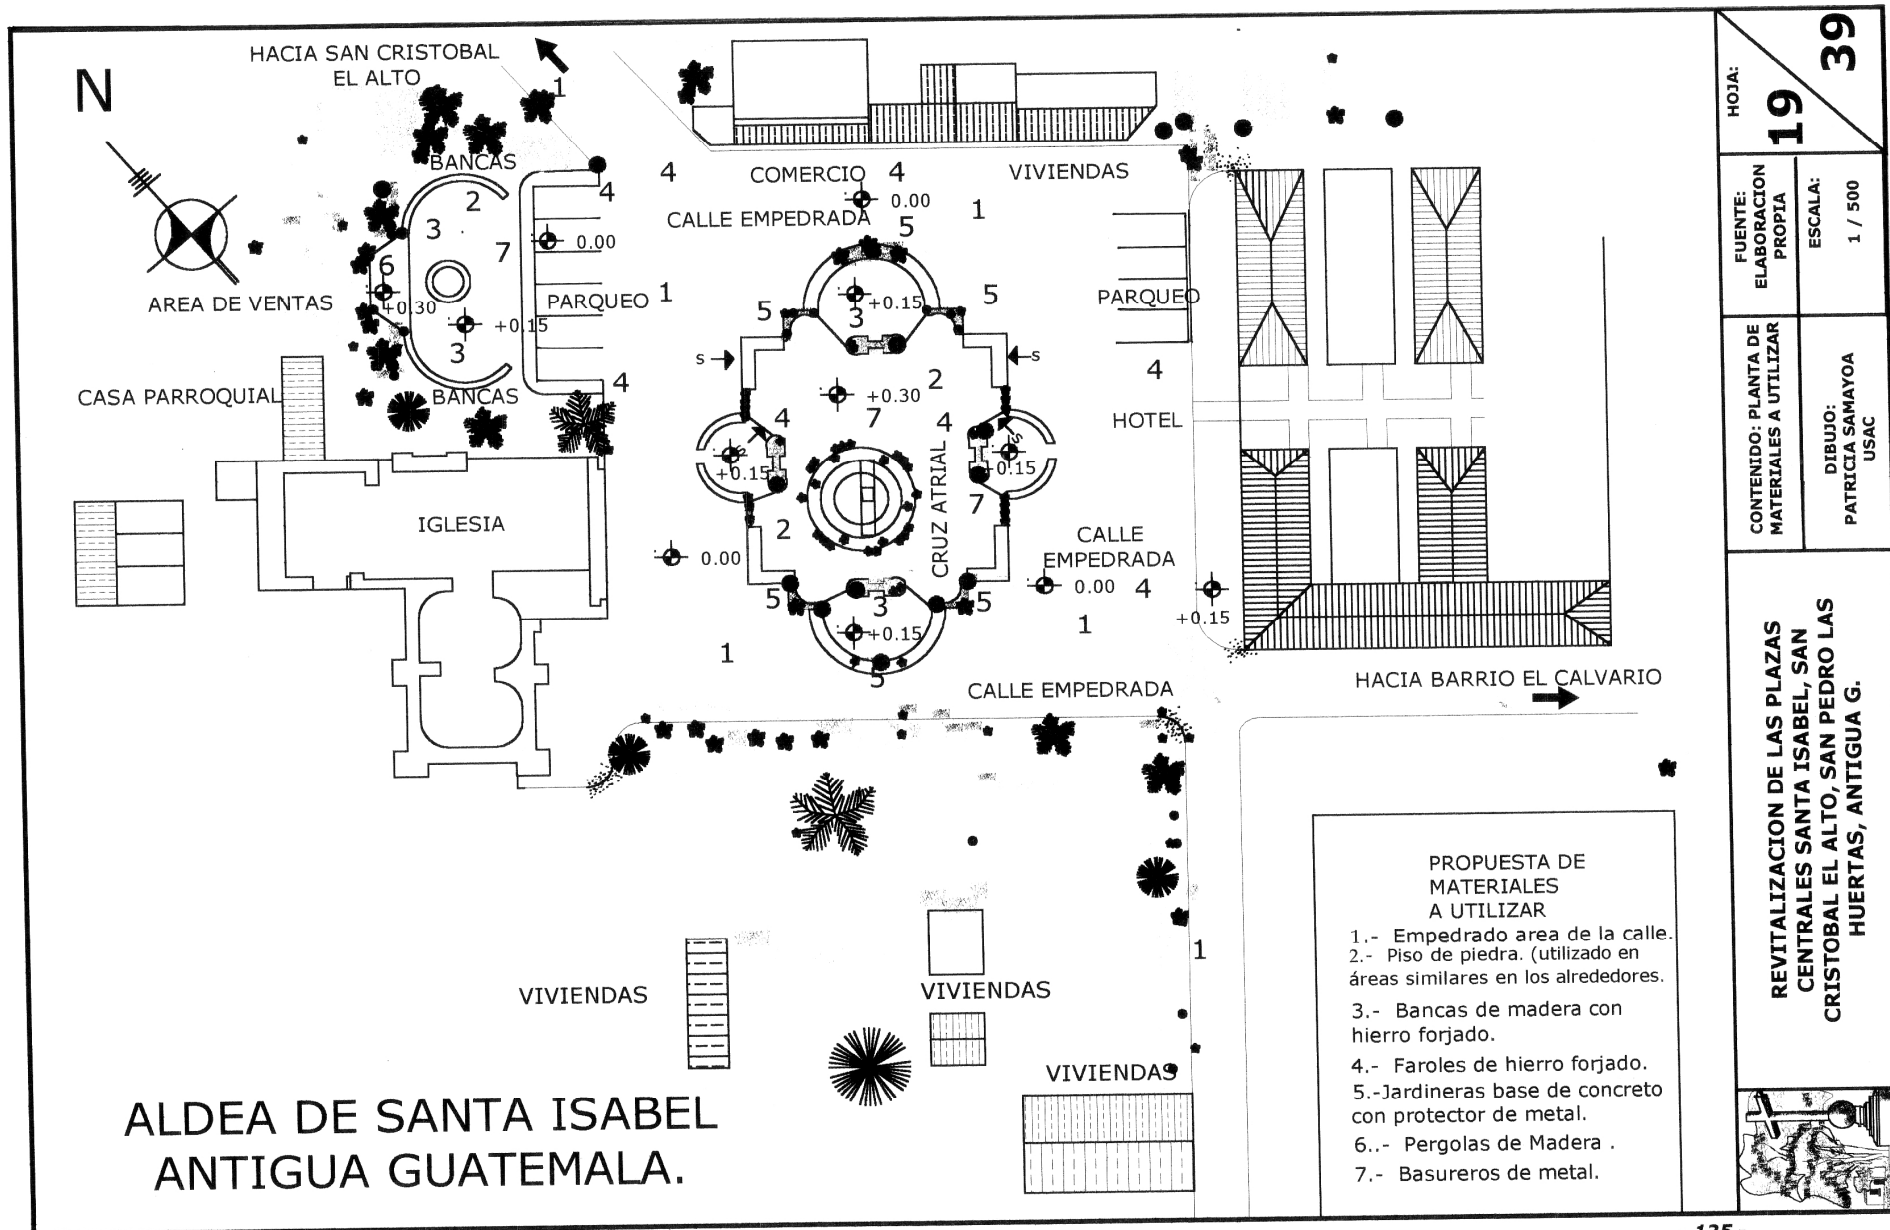 HACIA SAN CRISTOBAL
EL ALTO
N
1
BANCAS
2
3
7
6
4
0.00
AREA DE VENTAS
+0.30
+0.15
3
PARQUEO
1
4
BANCAS
CASA PARROQUIAL
IGLESIA
4
COMERCIO
4
VIVIENDAS
0.00
CALLE EMPEDRADA
5
1
+0.15
5
3
5
S
S
+0.30
2
7
4
4
S
+0.15
+0.15
CRUZ ATRIAL
7
2
0.00
5
3
5
+0.15
5
1
PARQUEO
4
HOTEL
CALLE
EMPEDRADA
0.00
4
+0.15
1
CALLE EMPEDRADA
HACIA BARRIO EL CALVARIO
1
VIVIENDAS
VIVIENDAS
VIVIENDAS
ALDEA DE SANTA ISABEL
ANTIGUA GUATEMALA.
PROPUESTA DE
MATERIALES
A UTILIZAR
1.- Empedrado area de la calle.
2.- Piso de piedra. (utilizado en
áreas similares en los alrededores.
3.- Bancas de madera con
hierro forjado.
4.- Faroles de hierro forjado.
5.-Jardineras base de concreto
con protector de metal.
6..- Pergolas de Madera .
7.- Basureros de metal.
HOJA:
19
39
FUENTE:
ELABORACION
PROPIA
ESCALA:
1 / 500
CONTENIDO: PLANTA DE
MATERIALES A UTILIZAR
DIBUJO:
PATRICIA SAMAYOA
USAC
REVITALIZACION DE LAS PLAZAS
CENTRALES SANTA ISABEL, SAN
CRISTOBAL EL ALTO, SAN PEDRO LAS
HUERTAS, ANTIGUA G.